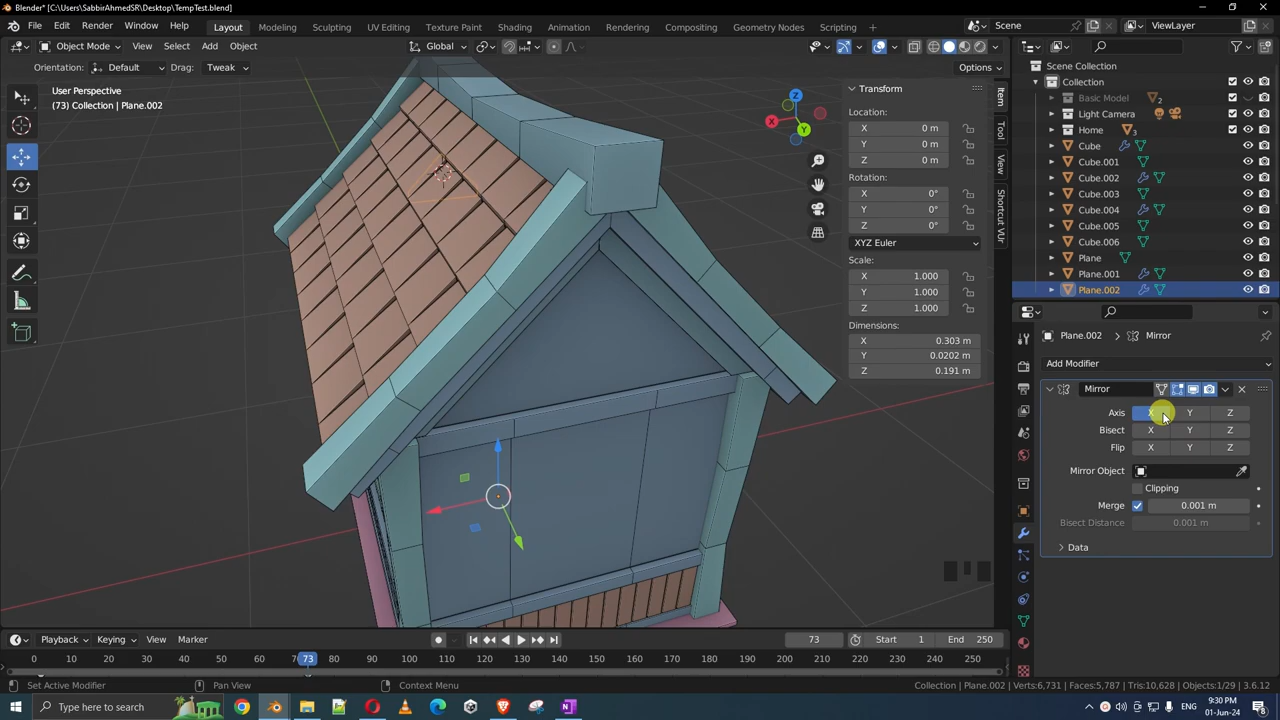 Blender* [C:\Users\SabbirAhmedSR\Desktop\TempTest.blend]
File Edit Render Window Help Layout Modeling Sculpting UV Editing Texture Paint Shading Animation Rendering Compositing Geometry Nodes Scripting Scene ViewLayer
Object Mode View Select Add Object Global
Orientation: Default Drag: Tweak Options
User Perspective
(73) Collection | Plane.002
Z
X
Y
Transform
Location:
X 0 m
Y 0 m
Z 0 m
Rotation:
X 0°
Y 0°
Z 0°
XYZ Euler
Scale:
X 1.000
Y 1.000
Z 1.000
Dimensions:
X 0.303 m
Y 0.0202 m
Z 0.191 m
Item
Tool
View
Shortcut VUr
Scene Collection
Collection
Basic Model 2
Light Camera
Home 3
Cube
Cube.001
Cube.002
Cube.003
Cube.004
Cube.005
Cube.006
Plane
Plane.001
Plane.002
Plane.002 > Mirror
Add Modifier
Mirror
Axis X Y Z
Bisect X Y Z
Flip X Y Z
Mirror Object
Clipping
Merge 0.001 m
Bisect Distance 0.001 m
Data
Playback Keying View Marker 73 Start 1 End 250
0 10 20 30 40 50 60 73 80 90 100 110 120 130 140 150 160 170 180 190 200 210 220 230 240 250
Set Active Modifier Pan View Context Menu Collection | Plane.002 | Verts:6,731 | Faces:5,787 | Tris:10,628 | Objects:1/29 | 3.6.12
Type here to search ENG 9:30 PM
01-Jun-24